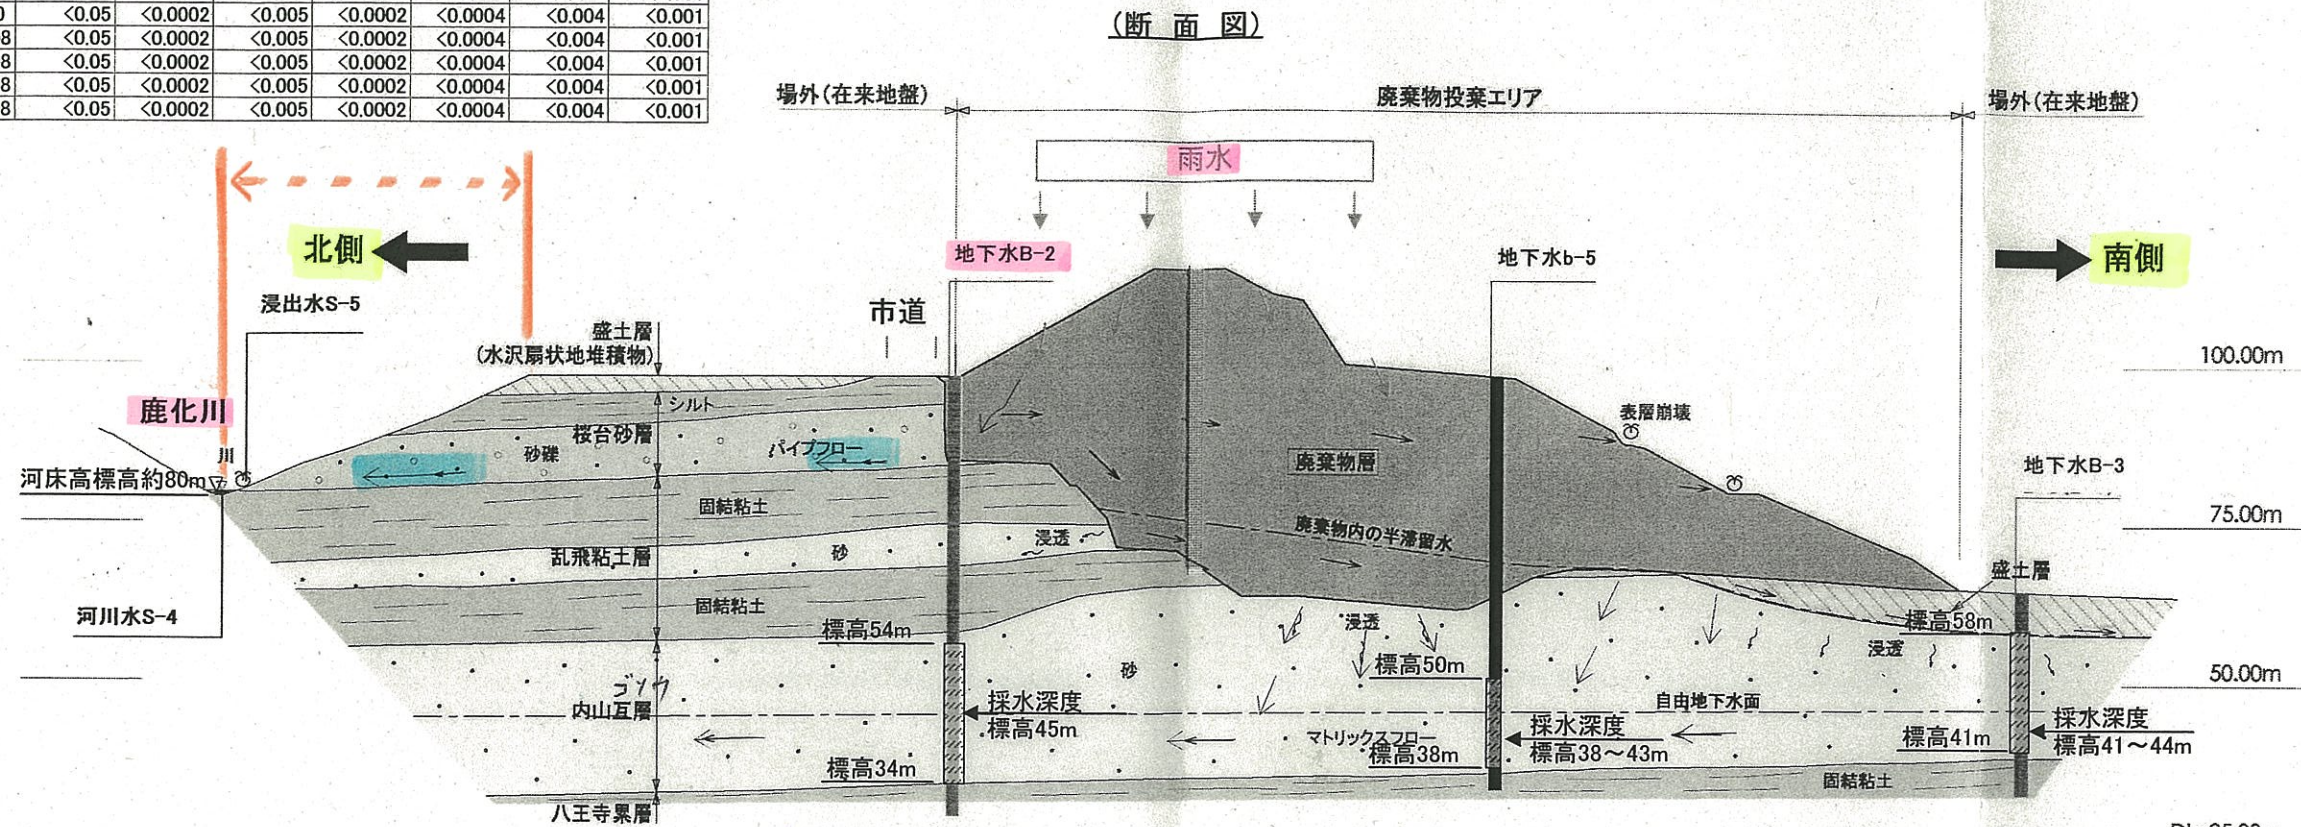 0 <0.05 <0.0002 <0.005 <0.0002 <0.0004 <0.004 <0.001
8 <0.05 <0.0002 <0.005 <0.0002 <0.0004 <0.004 <0.001
8 <0.05 <0.0002 <0.005 <0.0002 <0.0004 <0.004 <0.001
8 <0.05 <0.0002 <0.005 <0.0002 <0.0004 <0.004 <0.001
8 <0.05 <0.0002 <0.005 <0.0002 <0.0004 <0.004 <0.001
(断 面 図)
場外(在来地盤)
廃棄物投棄エリア
場外(在来地盤)
雨水
北側
地下水B-2
地下水b-5
南側
浸出水S-5
市道
盛土層
(水沢扇状地堆積物)
100.00m
鹿化川
シルト
表層崩壊
桜台砂層
砂礫
パイプフロー
川
廃棄物層
地下水B-3
河床高標高約80m
固結粘土
75.00m
廃棄物内の半滞留水
浸透
砂
乱飛粘土層
盛土層
固結粘土
河川水S-4
標高54m
浸透
標高58m
浸透
砂
標高50m
50.00m
ゴソウ
内山互層
採水深度
標高45m
自由地下水面
マトリックスフロー
採水深度
標高38~43m
採水深度
標高41~44m
標高41m
標高38m
標高34m
固結粘土
八王寺累層